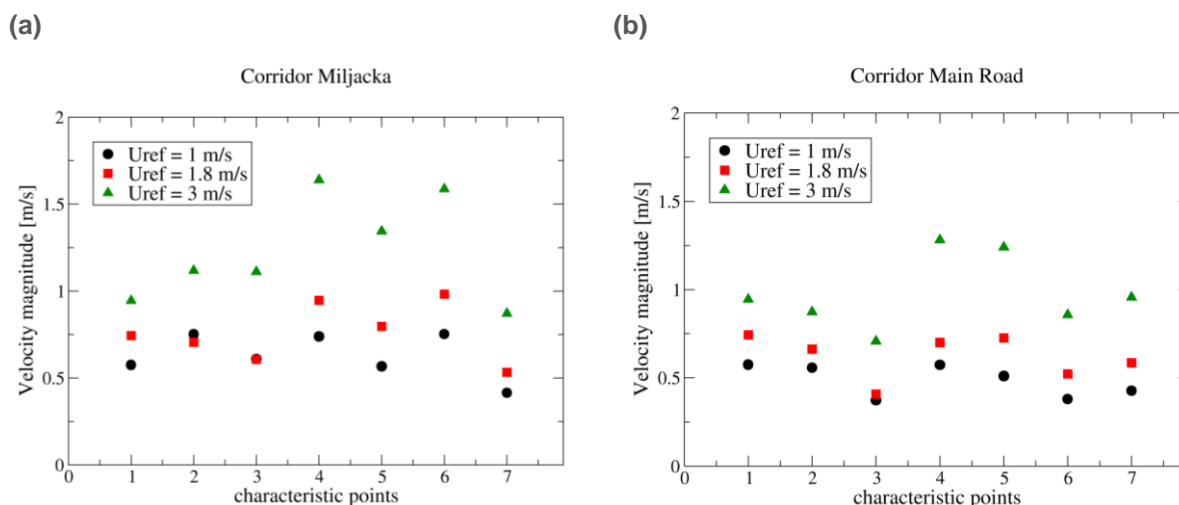 (a)
Corridor Miljacka
2
1.5
1
0.5
0
Velocity magnitude [m/s]
Uref = 1 m/s
Uref = 1.8 m/s
Uref = 3 m/s
0 1 2 3 4 5 6 7
characteristic points
(b)
Corridor Main Road
2
1.5
1
0.5
0
Velocity magnitude [m/s]
Uref = 1 m/s
Uref = 1.8 m/s
Uref = 3 m/s
0 1 2 3 4 5 6 7
characteristic points